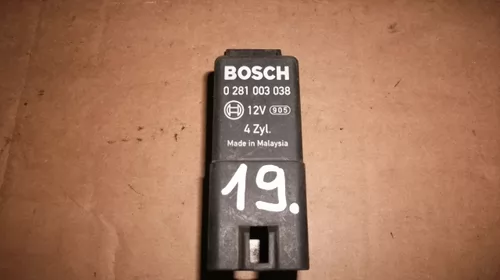 BOSCH
0 281 003 038
12V 905
4 Zyl.
Made in Malaysia
19.